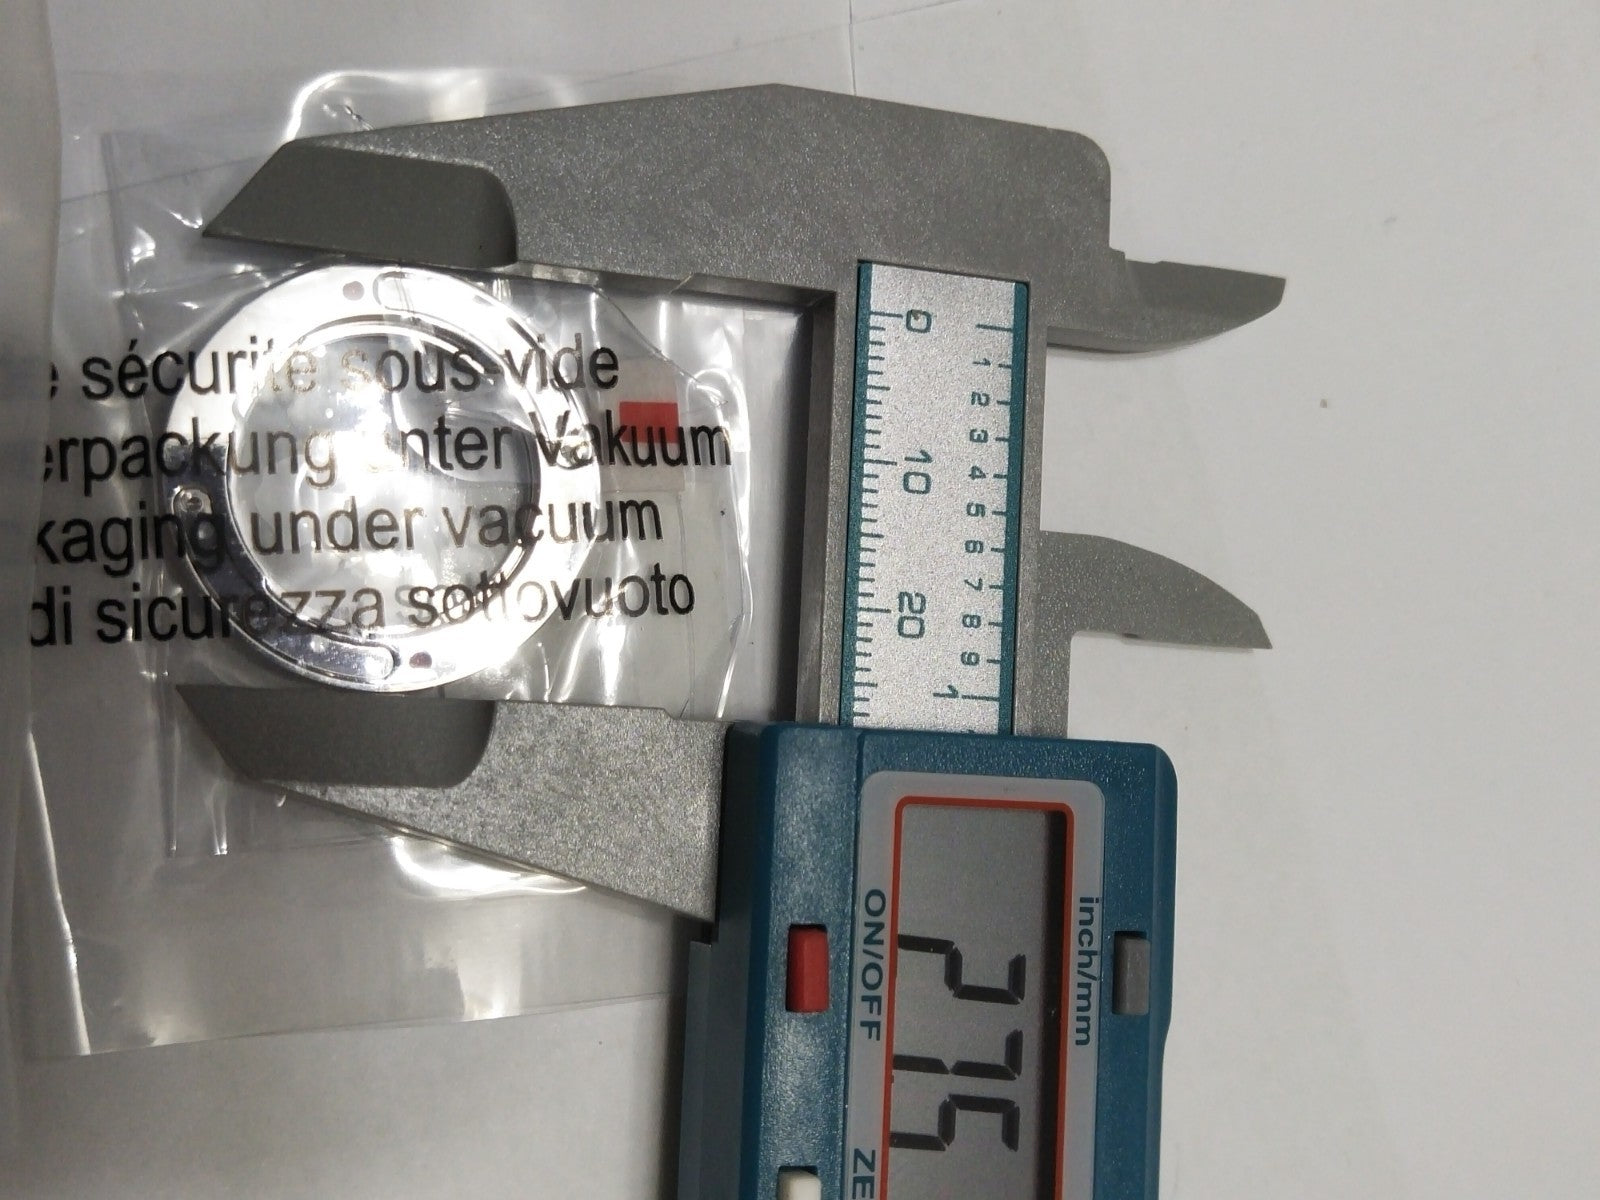 e sécurité sous-vide
erpackung unter Vakuum
kaging under vacuum
di sicurezza sottovuoto
1 2 3 4 5 6 7 8 9 1
0 10 20
inch/mm
27.5
ON/OFF
ZE